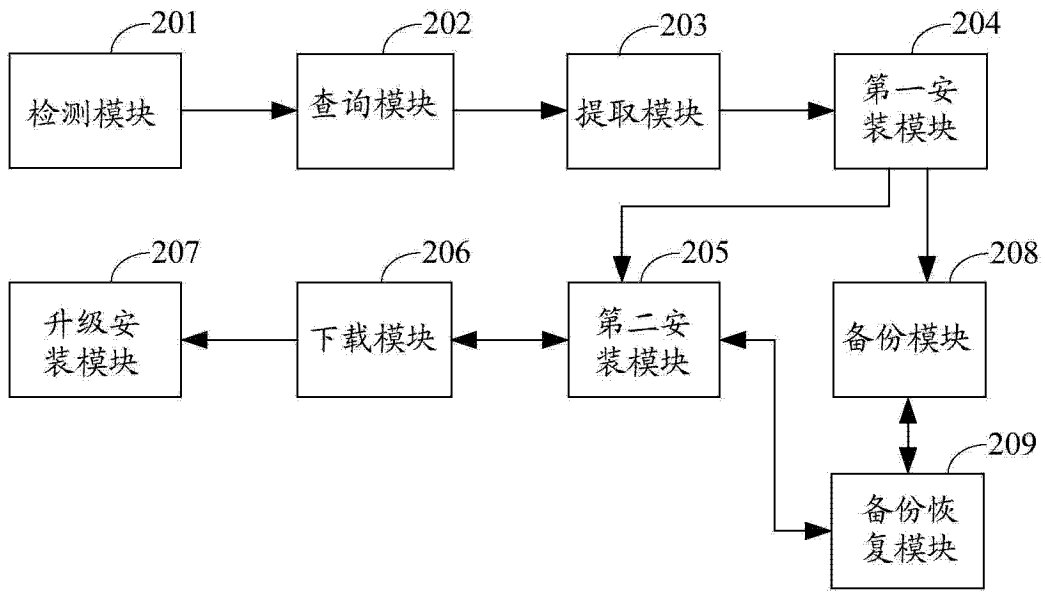 201
202
203
204
检测模块
查询模块
提取模块
第一安
装模块
207
206
205
208
升级安
装模块
下载模块
第二安
装模块
备份模块
209
备份恢
复模块